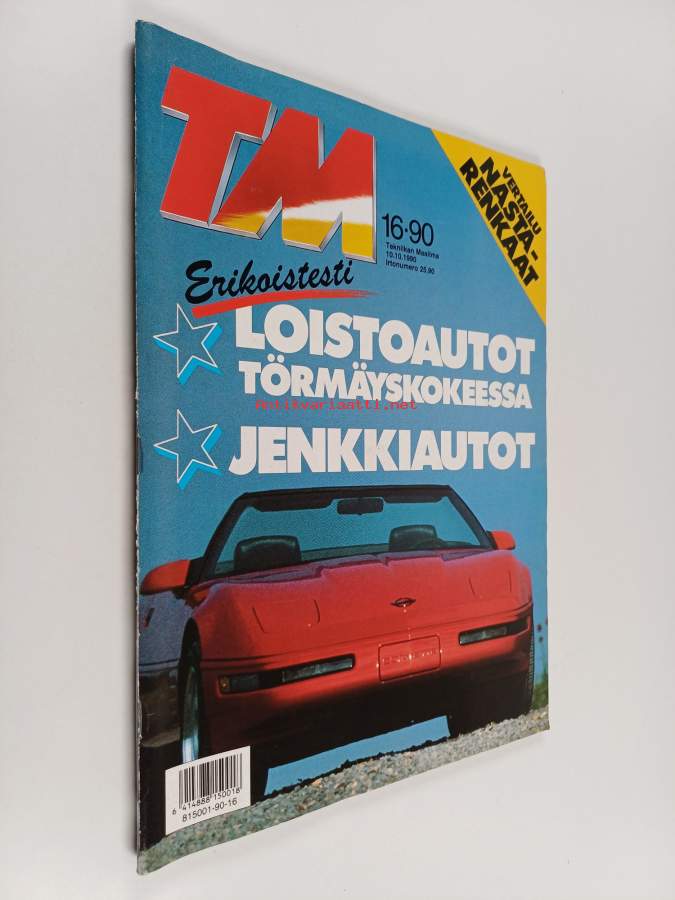 TM
VERTAILU
NASTA-
RENKAAT
16·90
Tekniikan Maailma
10.10.1990
Irtonumero 25,90
Erikoistesti
LOISTOAUTOT
TÖRMÄYSKOKEESSA
Antikvariaatti.net
JENKKIAUTOT
CORVETTE
6 414888 150018
815001-90-16